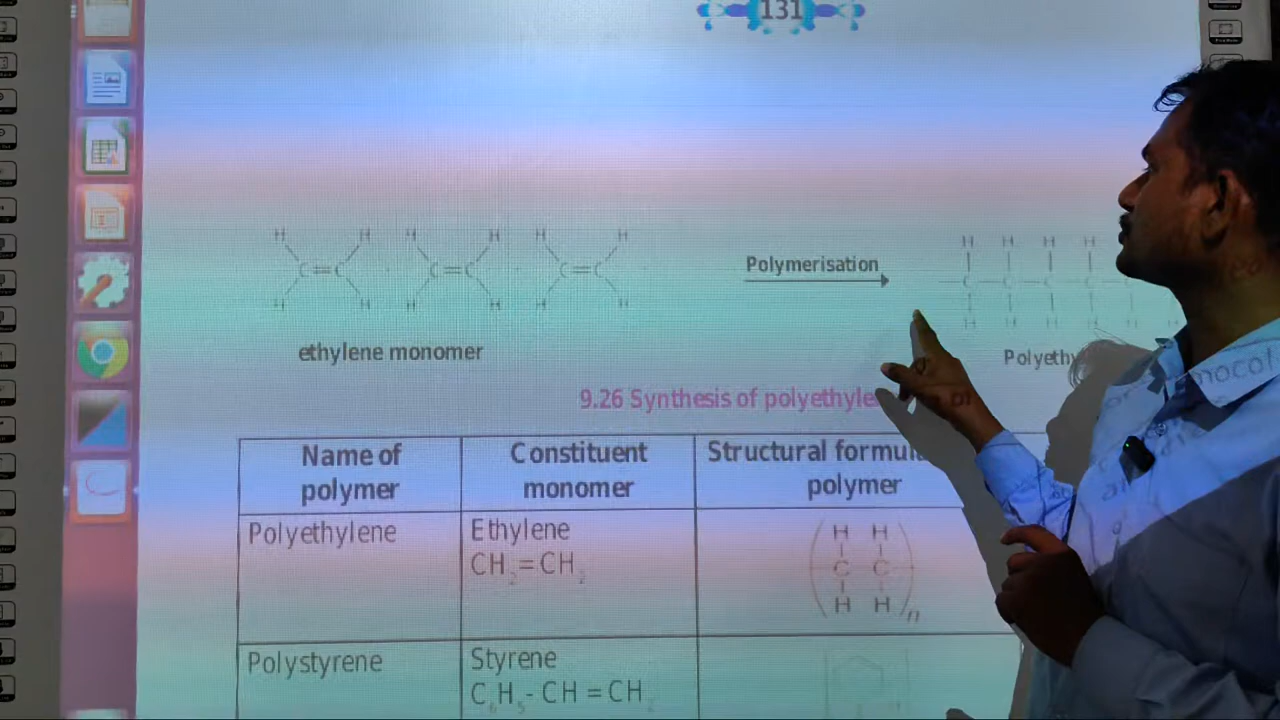 131
H H H H H H
C=C C=C C=C
H H H H H H
Polymerisation
H H H H
C C C C
H H H H
ethylene monomer
Polyethy
9.26 Synthesis of polyethyle
Name of polymer
Constituent monomer
Structural formul
polymer
Polyethylene
Ethylene
CH₂=CH₂
H H
C C
H H
n
Polystyrene
Styrene
C₆H₅- CH =CH₂